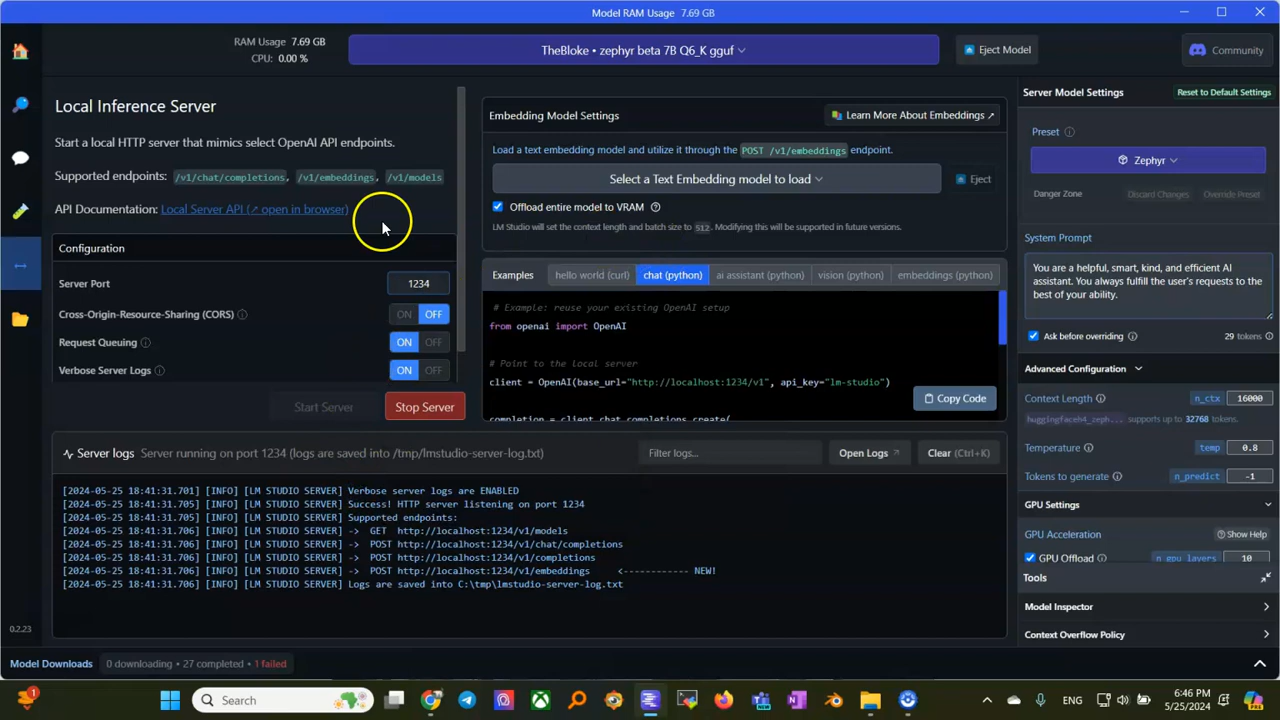 Model RAM Usage 7.69 GB
RAM Usage 7.69 GB
CPU: 0.00 %
TheBloke • zephyr beta 7B Q6_K gguf
Eject Model
Community
Local Inference Server
Start a local HTTP server that mimics select OpenAI API endpoints.
Supported endpoints: /v1/chat/completions, /v1/embeddings, /v1/models
API Documentation: Local Server API (↗ open in browser)
Configuration
Server Port 1234
Cross-Origin-Resource-Sharing (CORS) ON OFF
Request Queuing ON OFF
Verbose Server Logs ON OFF
Start Server Stop Server
Embedding Model Settings
Learn More About Embeddings ↗
Load a text embedding model and utilize it through the POST /v1/embeddings endpoint.
Select a Text Embedding model to load
Eject
Offload entire model to VRAM
LM Studio will set the context length and batch size to 512. Modifying this will be supported in future versions.
Examples hello world (curl) chat (python) ai assistant (python) vision (python) embeddings (python)
# Example: reuse your existing OpenAI setup
from openai import OpenAI
# Point to the local server
client = OpenAI(base_url="http://localhost:1234/v1", api_key="lm-studio")
Copy Code
completion = client.chat.completions.create(
Server logs Server running on port 1234 (logs are saved into /tmp/lmstudio-server-log.txt)
Filter logs... Open Logs ↗ Clear (Ctrl+K)
[2024-05-25 18:41:31.701] [INFO] [LM STUDIO SERVER] Verbose server logs are ENABLED
[2024-05-25 18:41:31.705] [INFO] [LM STUDIO SERVER] Success! HTTP server listening on port 1234
[2024-05-25 18:41:31.705] [INFO] [LM STUDIO SERVER] Supported endpoints:
[2024-05-25 18:41:31.705] [INFO] [LM STUDIO SERVER] -> GET http://localhost:1234/v1/models
[2024-05-25 18:41:31.706] [INFO] [LM STUDIO SERVER] -> POST http://localhost:1234/v1/chat/completions
[2024-05-25 18:41:31.706] [INFO] [LM STUDIO SERVER] -> POST http://localhost:1234/v1/completions
[2024-05-25 18:41:31.706] [INFO] [LM STUDIO SERVER] -> POST http://localhost:1234/v1/embeddings <------------ NEW!
[2024-05-25 18:41:31.706] [INFO] [LM STUDIO SERVER] Logs are saved into C:\tmp\lmstudio-server-log.txt
Server Model Settings Reset to Default Settings
Preset
Zephyr
Danger Zone Discard Changes Override Preset
System Prompt
You are a helpful, smart, kind, and efficient AI
assistant. You always fulfill the user's requests to the
best of your ability.
Ask before overriding 29 tokens
Advanced Configuration
Context Length n_ctx 16000
huggingfaceh4_zeph... supports up to 32768 tokens.
Temperature temp 0.8
Tokens to generate n_predict -1
GPU Settings
GPU Acceleration Show Help
GPU Offload n_gpu_layers 10
Tools
Model Inspector
Context Overflow Policy
0.2.23
Model Downloads 0 downloading • 27 completed • 1 failed
1
Search
ENG
6:46 PM
5/25/2024